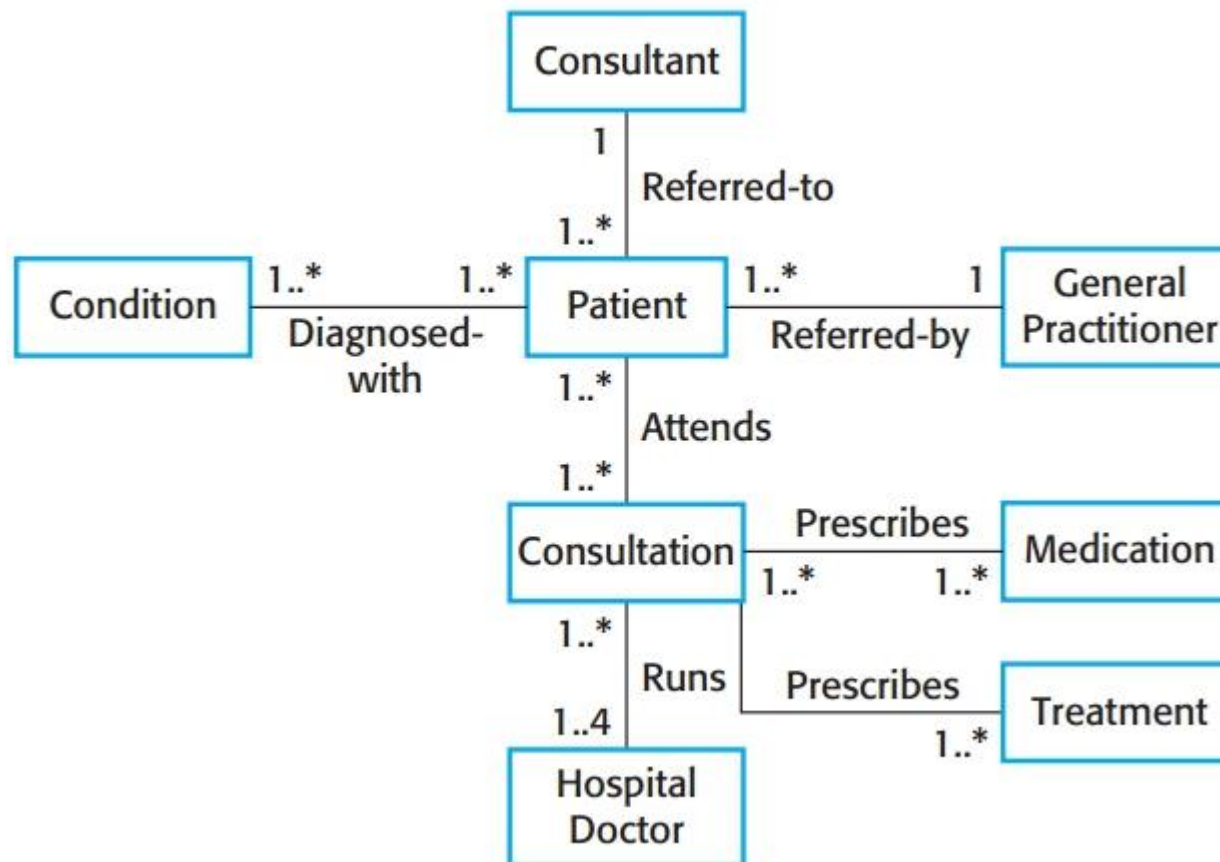 Consultant
1
Referred-to
1..*
Condition
1..*
1..*
Diagnosed-
with
Patient
1..*
1
Referred-by
General
Practitioner
1..*
Attends
1..*
Consultation
Prescribes
1..*
1..*
Medication
1..*
Runs
1..4
Prescribes
1..*
Treatment
Hospital
Doctor